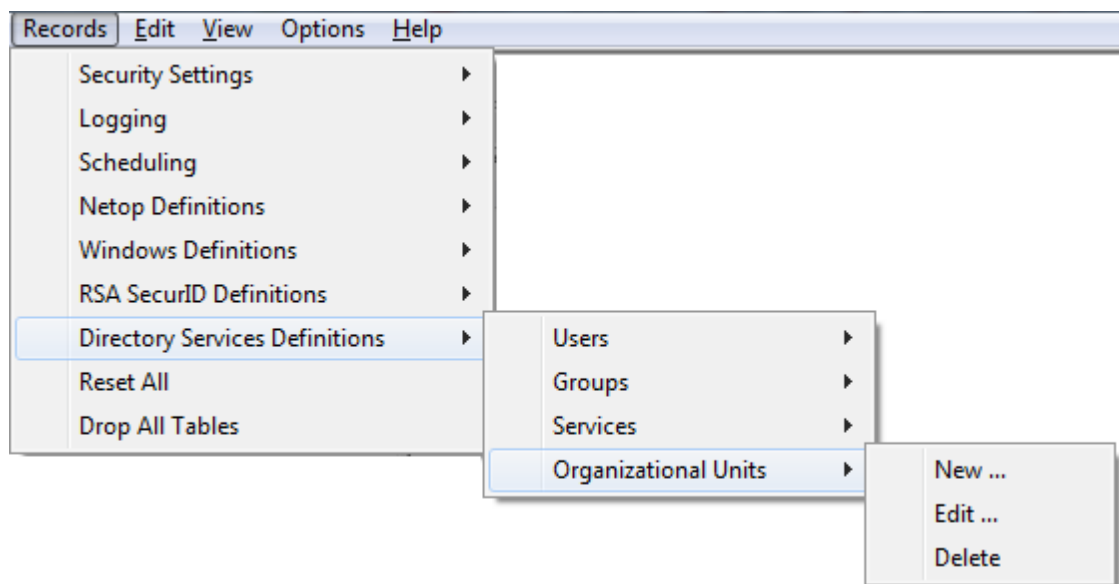 Records Edit View Options Help
Security Settings
Logging
Scheduling
Netop Definitions
Windows Definitions
RSA SecurID Definitions
Directory Services Definitions
Reset All
Drop All Tables
Users
Groups
Services
Organizational Units
New ...
Edit ...
Delete